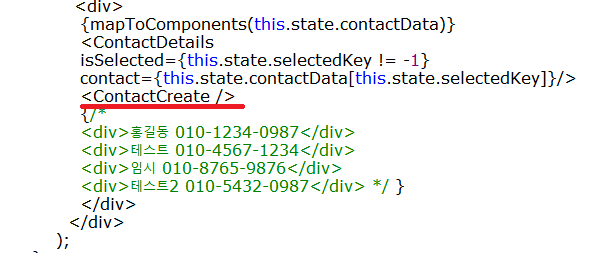 <div>
{mapToComponents(this.state.contactData)}
<ContactDetails
isSelected={this.state.selectedKey != -1}
contact={this.state.contactData[this.state.selectedKey]}/>
<ContactCreate />
{/*
<div>홍길동 010-1234-0987</div>
<div>테스트 010-4567-1234</div>
<div>임시 010-8765-9876</div>
<div>테스트2 010-5432-0987</div> */ }
</div>
</div>
);